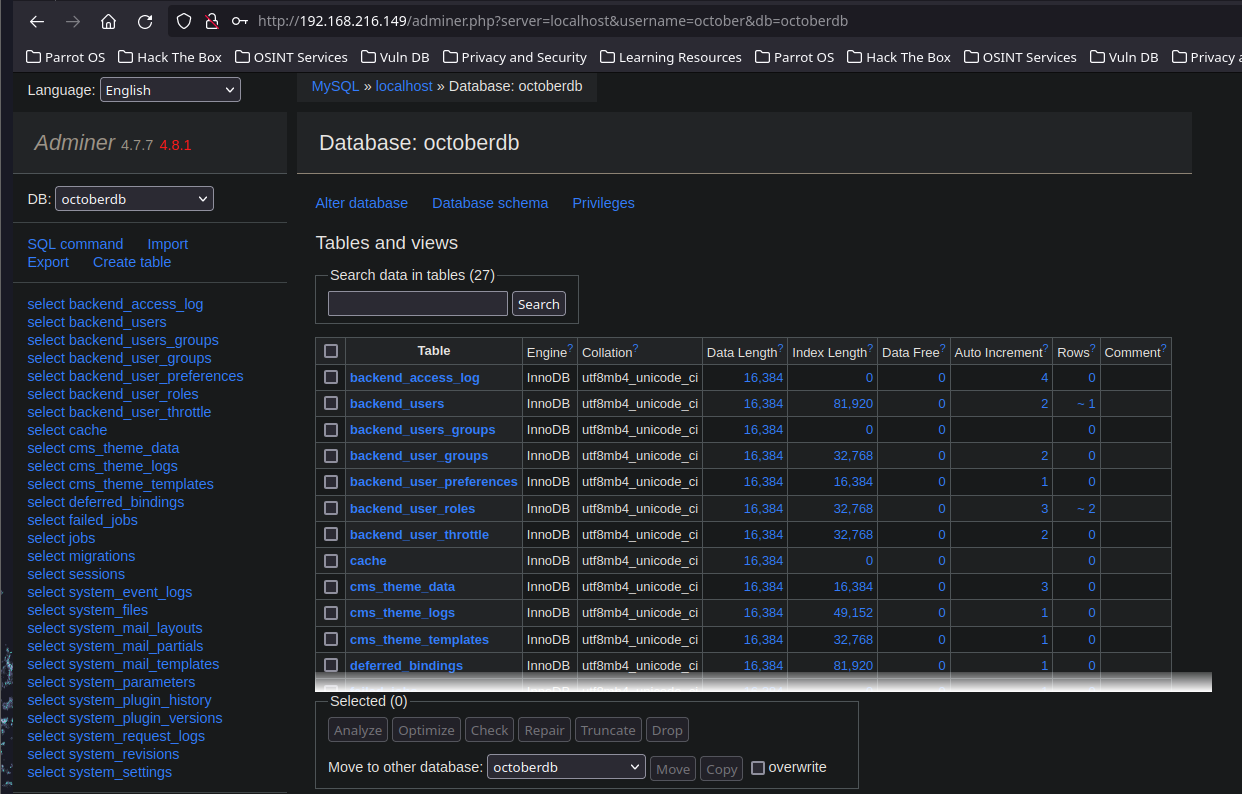 http://192.168.216.149/adminer.php?server=localhost&username=october&db=octoberdb
Parrot OS Hack The Box OSINT Services Vuln DB Privacy and Security Learning Resources Parrot OS Hack The Box OSINT Services Vuln DB Privacy a
Language: English
MySQL » localhost » Database: octoberdb
Adminer 4.7.7 4.8.1
Database: octoberdb
DB: octoberdb
Alter database Database schema Privileges
SQL command Import
Export Create table
Tables and views
Search data in tables (27)
Search
select backend_access_log
select backend_users
select backend_users_groups
select backend_user_groups
select backend_user_preferences
select backend_user_roles
select backend_user_throttle
select cache
select cms_theme_data
select cms_theme_logs
select cms_theme_templates
select deferred_bindings
select failed_jobs
select jobs
select migrations
select sessions
select system_event_logs
select system_files
select system_mail_layouts
select system_mail_partials
select system_mail_templates
select system_parameters
select system_plugin_history
select system_plugin_versions
select system_request_logs
select system_revisions
select system_settings
Table Engine? Collation? Data Length? Index Length? Data Free? Auto Increment? Rows? Comment?
backend_access_log InnoDB utf8mb4_unicode_ci 16,384 0 0 4 0
backend_users InnoDB utf8mb4_unicode_ci 16,384 81,920 0 2 ~ 1
backend_users_groups InnoDB utf8mb4_unicode_ci 16,384 0 0 0
backend_user_groups InnoDB utf8mb4_unicode_ci 16,384 32,768 0 2 0
backend_user_preferences InnoDB utf8mb4_unicode_ci 16,384 16,384 0 1 0
backend_user_roles InnoDB utf8mb4_unicode_ci 16,384 32,768 0 3 ~ 2
backend_user_throttle InnoDB utf8mb4_unicode_ci 16,384 32,768 0 2 0
cache InnoDB utf8mb4_unicode_ci 16,384 0 0 0
cms_theme_data InnoDB utf8mb4_unicode_ci 16,384 16,384 0 3 0
cms_theme_logs InnoDB utf8mb4_unicode_ci 16,384 49,152 0 1 0
cms_theme_templates InnoDB utf8mb4_unicode_ci 16,384 32,768 0 1 0
deferred_bindings InnoDB utf8mb4_unicode_ci 16,384 81,920 0 1 0
Selected (0)
Analyze Optimize Check Repair Truncate Drop
Move to other database: octoberdb Move Copy overwrite